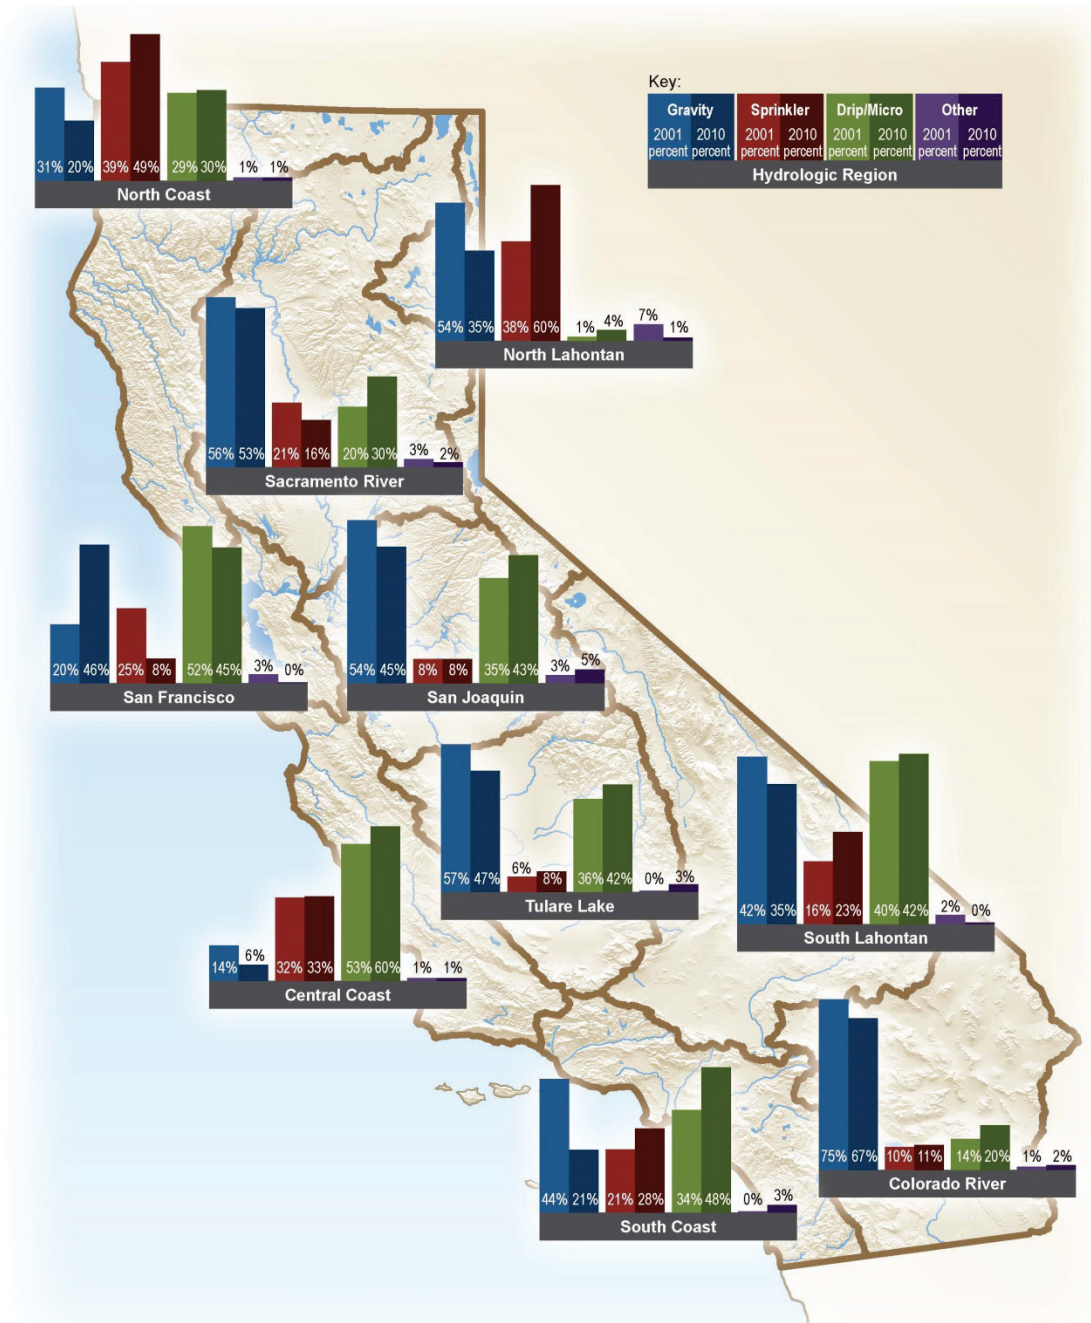 Key:
Gravity Sprinkler Drip/Micro Other
2001 2010 2001 2010 2001 2010 2001 2010
percent percent percent percent percent percent percent percent
Hydrologic Region
31% 20% 39% 49% 29% 30% 1% 1%
North Coast
54% 35% 38% 60% 1% 4% 7% 1%
North Lahontan
56% 53% 21% 16% 20% 30% 3% 2%
Sacramento River
20% 46% 25% 8% 52% 45% 3% 0%
San Francisco
54% 45% 8% 8% 35% 43% 3% 5%
San Joaquin
57% 47% 6% 8% 36% 42% 0% 3%
Tulare Lake
42% 35% 16% 23% 40% 42% 2% 0%
South Lahontan
14% 6% 32% 33% 53% 60% 1% 1%
Central Coast
75% 67% 10% 11% 14% 20% 1% 2%
Colorado River
44% 21% 21% 28% 34% 48% 0% 3%
South Coast